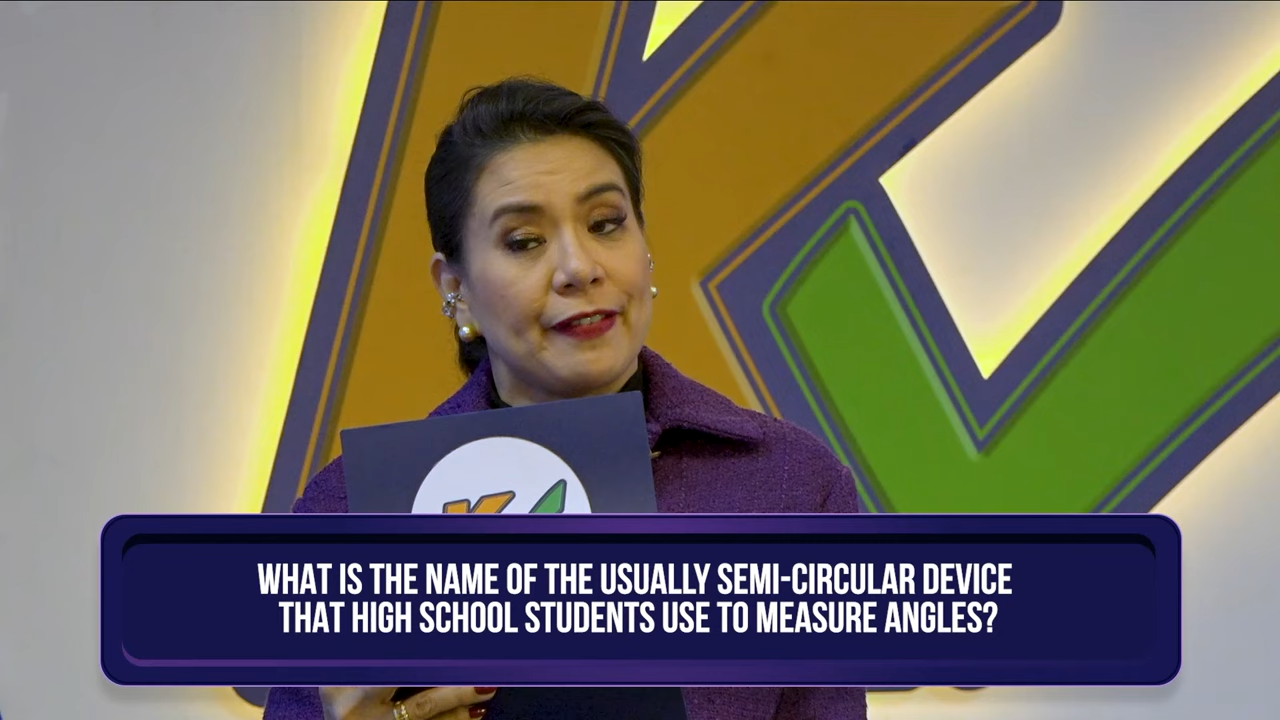 WHAT IS THE NAME OF THE USUALLY SEMI-CIRCULAR DEVICE
THAT HIGH SCHOOL STUDENTS USE TO MEASURE ANGLES?